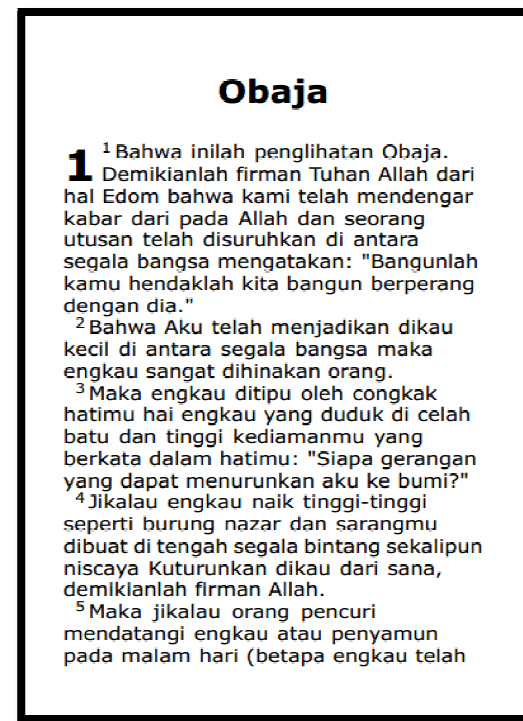 Obaja
1 ¹ Bahwa inilah penglihatan Obaja.
Demikianlah firman Tuhan Allah dari
hal Edom bahwa kami telah mendengar
kabar dari pada Allah dan seorang
utusan telah disuruhkan di antara
segala bangsa mengatakan: "Bangunlah
kamu hendaklah kita bangun berperang
dengan dia."
² Bahwa Aku telah menjadikan dikau
kecil di antara segala bangsa maka
engkau sangat dihinakan orang.
³ Maka engkau ditipu oleh congkak
hatimu hai engkau yang duduk di celah
batu dan tinggi kediamanmu yang
berkata dalam hatimu: "Siapa gerangan
yang dapat menurunkan aku ke bumi?"
⁴ Jikalau engkau naik tinggi-tinggi
seperti burung nazar dan sarangmu
dibuat di tengah segala bintang sekalipun
niscaya Kuturunkan dikau dari sana,
demikianlah firman Allah.
⁵ Maka jikalau orang pencuri
mendatangi engkau atau penyamun
pada malam hari (betapa engkau telah